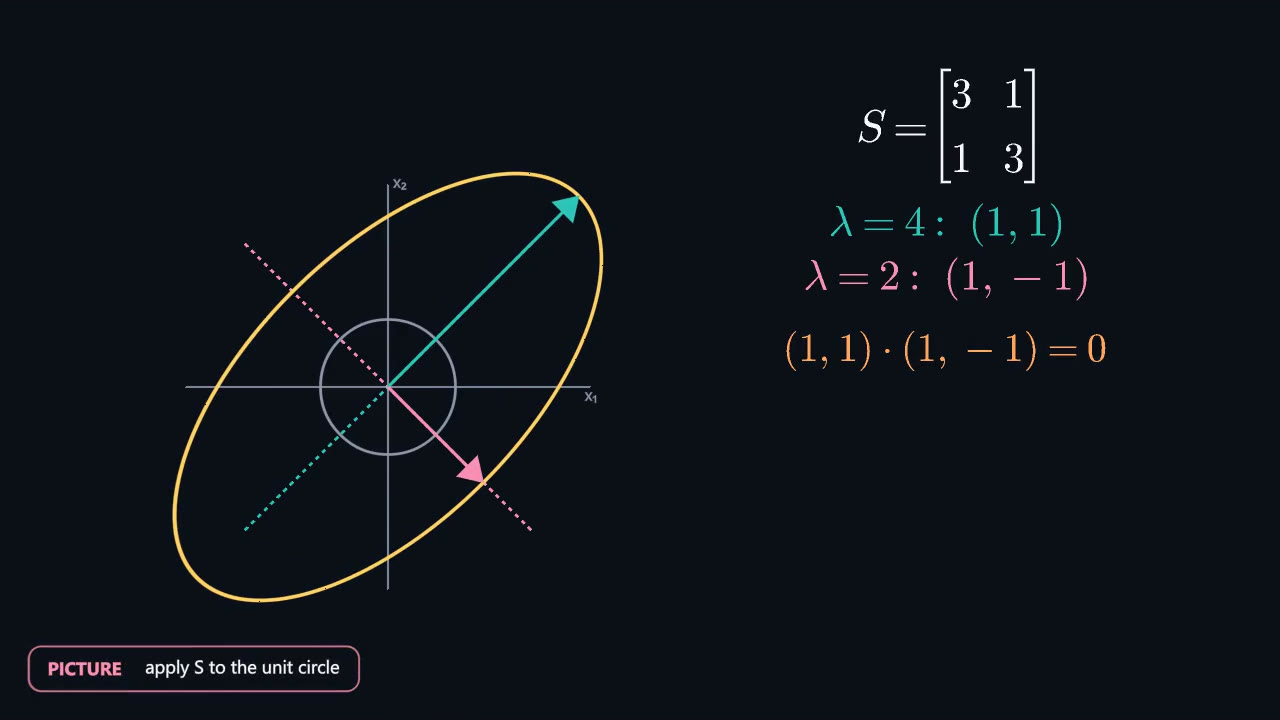 S = [3 1
1 3]
λ = 4 : (1, 1)
λ = 2 : (1, −1)
(1, 1) · (1, −1) = 0
x₂
x₁
PICTURE apply S to the unit circle